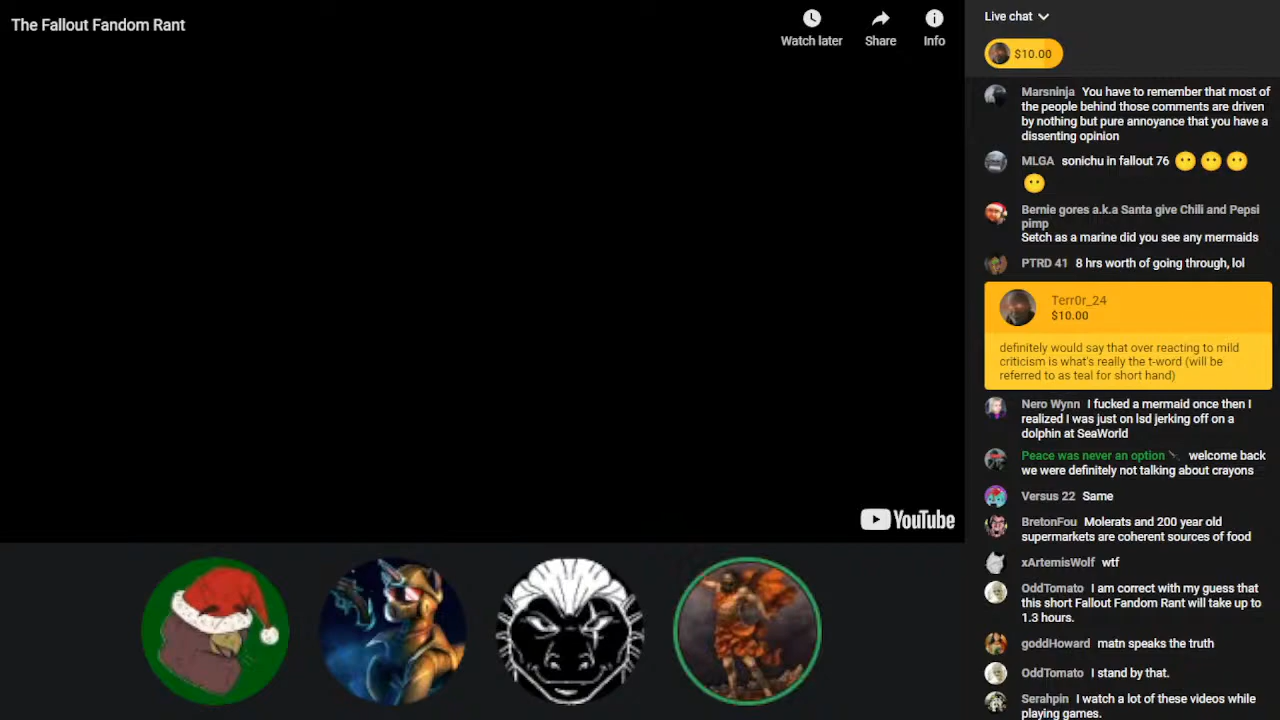 The Fallout Fandom Rant
Watch later
Share
Info
YouTube
Live chat
$10.00
Marsninja You have to remember that most of
the people behind those comments are driven
by nothing but pure annoyance that you have a
dissenting opinion
MLGA sonichu in fallout 76
Bernie gores a.k.a Santa give Chili and Pepsi
pimp
Setch as a marine did you see any mermaids
PTRD 41 8 hrs worth of going through, lol
Terr0r_24
$10.00
definitely would say that over reacting to mild
criticism is what's really the t-word (will be
referred to as teal for short hand)
Nero Wynn I fucked a mermaid once then I
realized I was just on lsd jerking off on a
dolphin at SeaWorld
Peace was never an option welcome back
we were definitely not talking about crayons
Versus 22 Same
BretonFou Molerats and 200 year old
supermarkets are coherent sources of food
xArtemisWolf wtf
OddTomato I am correct with my guess that
this short Fallout Fandom Rant will take up to
1.3 hours.
goddHoward matn speaks the truth
OddTomato I stand by that.
Serahpin I watch a lot of these videos while
playing games.